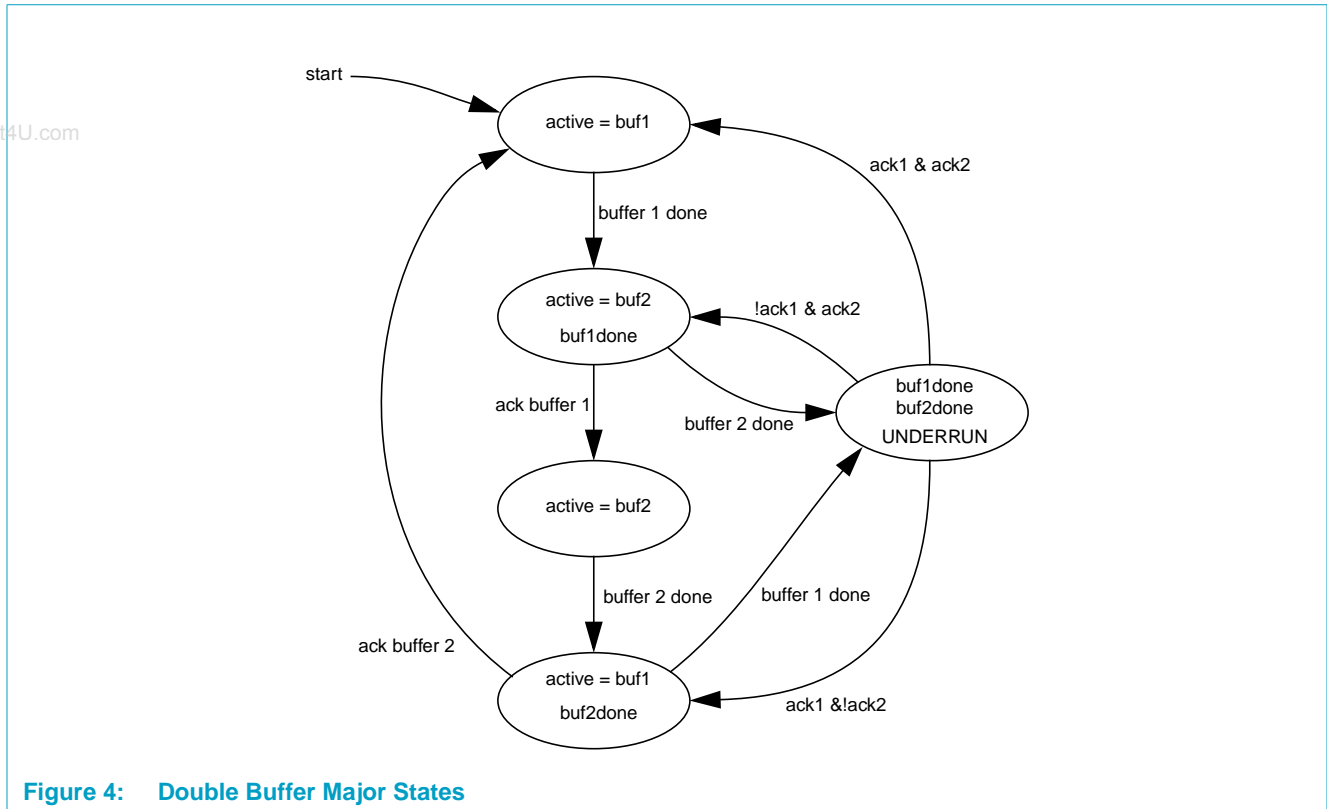 start
active = buf1
t4U.com
ack1 & ack2
buffer 1 done
active = buf2
!ack1 & ack2
buf1done
buf1done
buf2done
ack buffer 1
buffer 2 done
UNDERRUN
active = buf2
buffer 2 done
buffer 1 done
ack buffer 2
active = buf1
buf2done
ack1 &!ack2
Figure 4: Double Buffer Major States